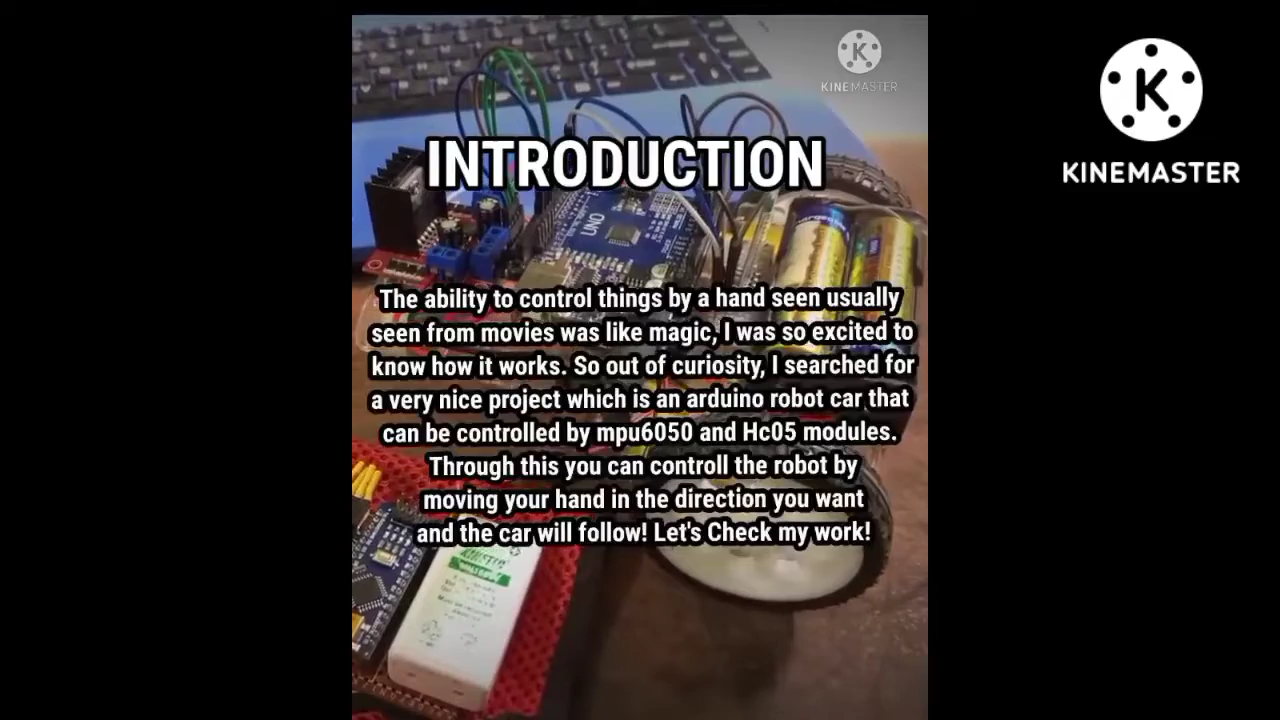 KINEMASTER
KINEMASTER
INTRODUCTION
UNO
The ability to control things by a hand seen usually
seen from movies was like magic, I was so excited to
know how it works. So out of curiosity, I searched for
a very nice project which is an arduino robot car that
can be controlled by mpu6050 and Hc05 modules.
Through this you can controll the robot by
moving your hand in the direction you want
and the car will follow! Let's Check my work!